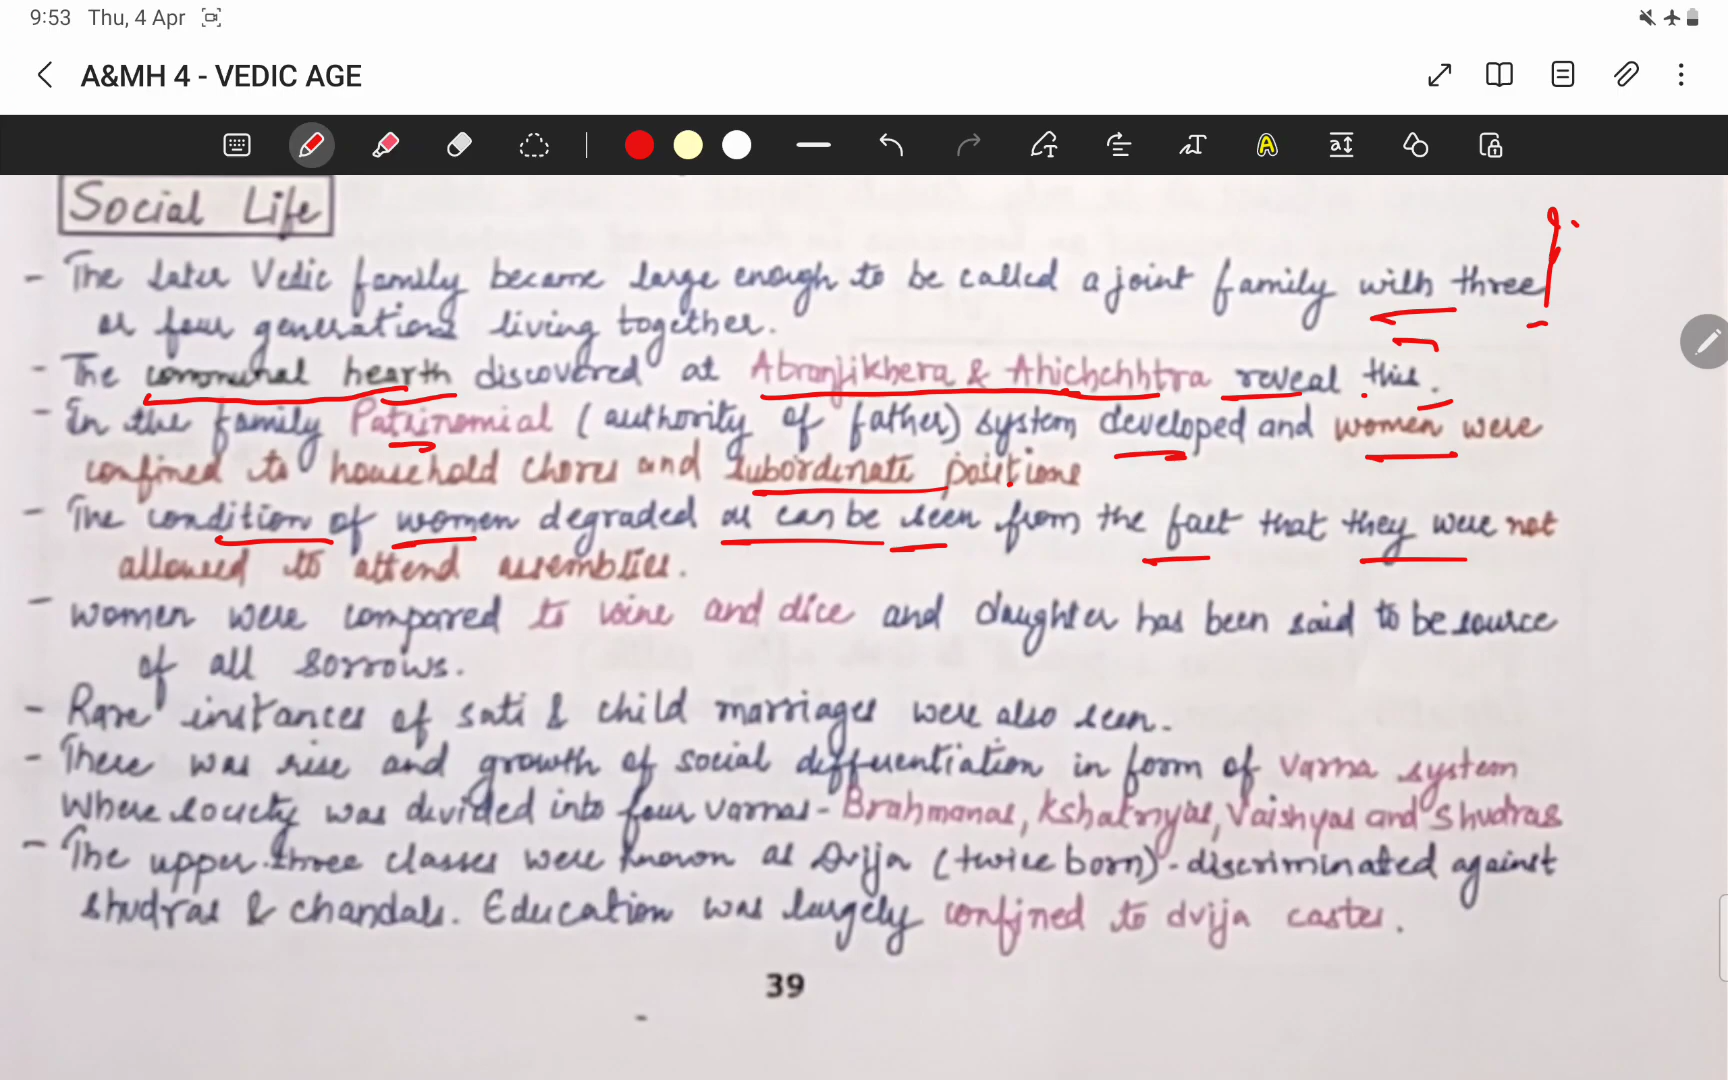 9:53 Thu, 4 Apr
A&MH 4 - VEDIC AGE
Social Life
- The later Vedic family became large enough to be called a joint family with three
or four generations living together.
- The communal hearth discovered at Atranjikhera & Ahichchhtra reveal this.
- In the family Patrinomial (authority of father) system developed and women were
confined to household chores and subordinate positions
- The condition of women degraded as can be seen from the fact that they were not
allowed to attend assemblies.
- Women were compared to wine and dice and daughter has been said to be source
of all sorrows.
- Rare instances of sati & child marriages were also seen.
- There was rise and growth of social differentiation in form of varna system
Where society was divided into four varnas - Brahmanas, Kshatriyas, Vaishyas and Shudras
- The upper three classes were known as Dvija (twice born) - discriminated against
shudras & chandals. Education was largely confined to dvija castes.
39